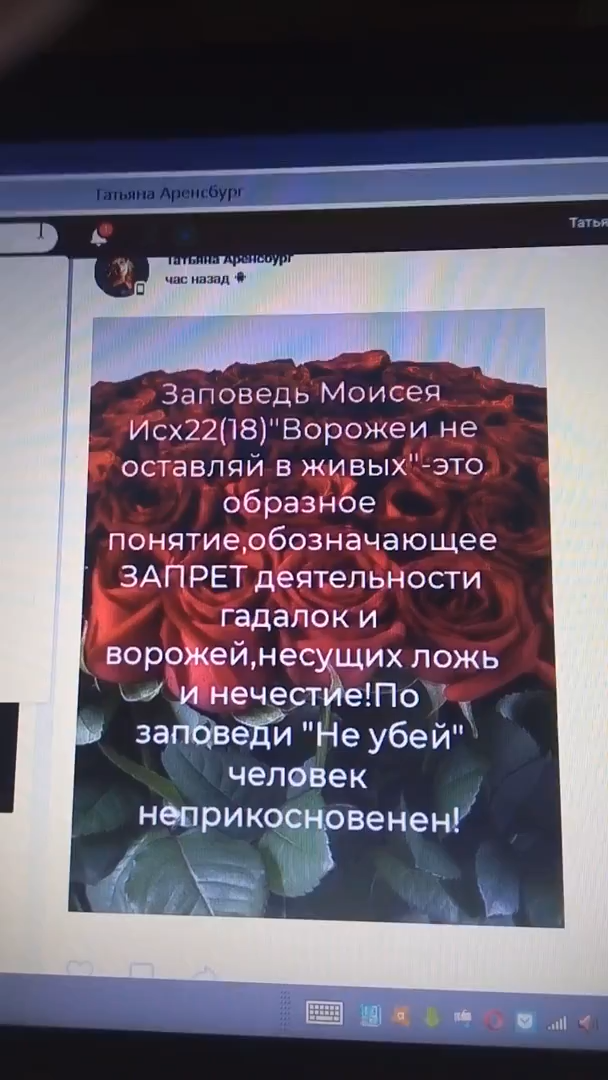 Татьяна Аренсбург
Татья
Татьяна Аренсбург
час назад
Заповедь Моисея
Исх22(18)"Ворожеи не
оставляй в живых"-это
образное
понятие,обозначающее
ЗАПРЕТ деятельности
гадалок и
ворожей,несущих ложь
и нечестие!По
заповеди "Не убей"
человек
неприкосновенен!